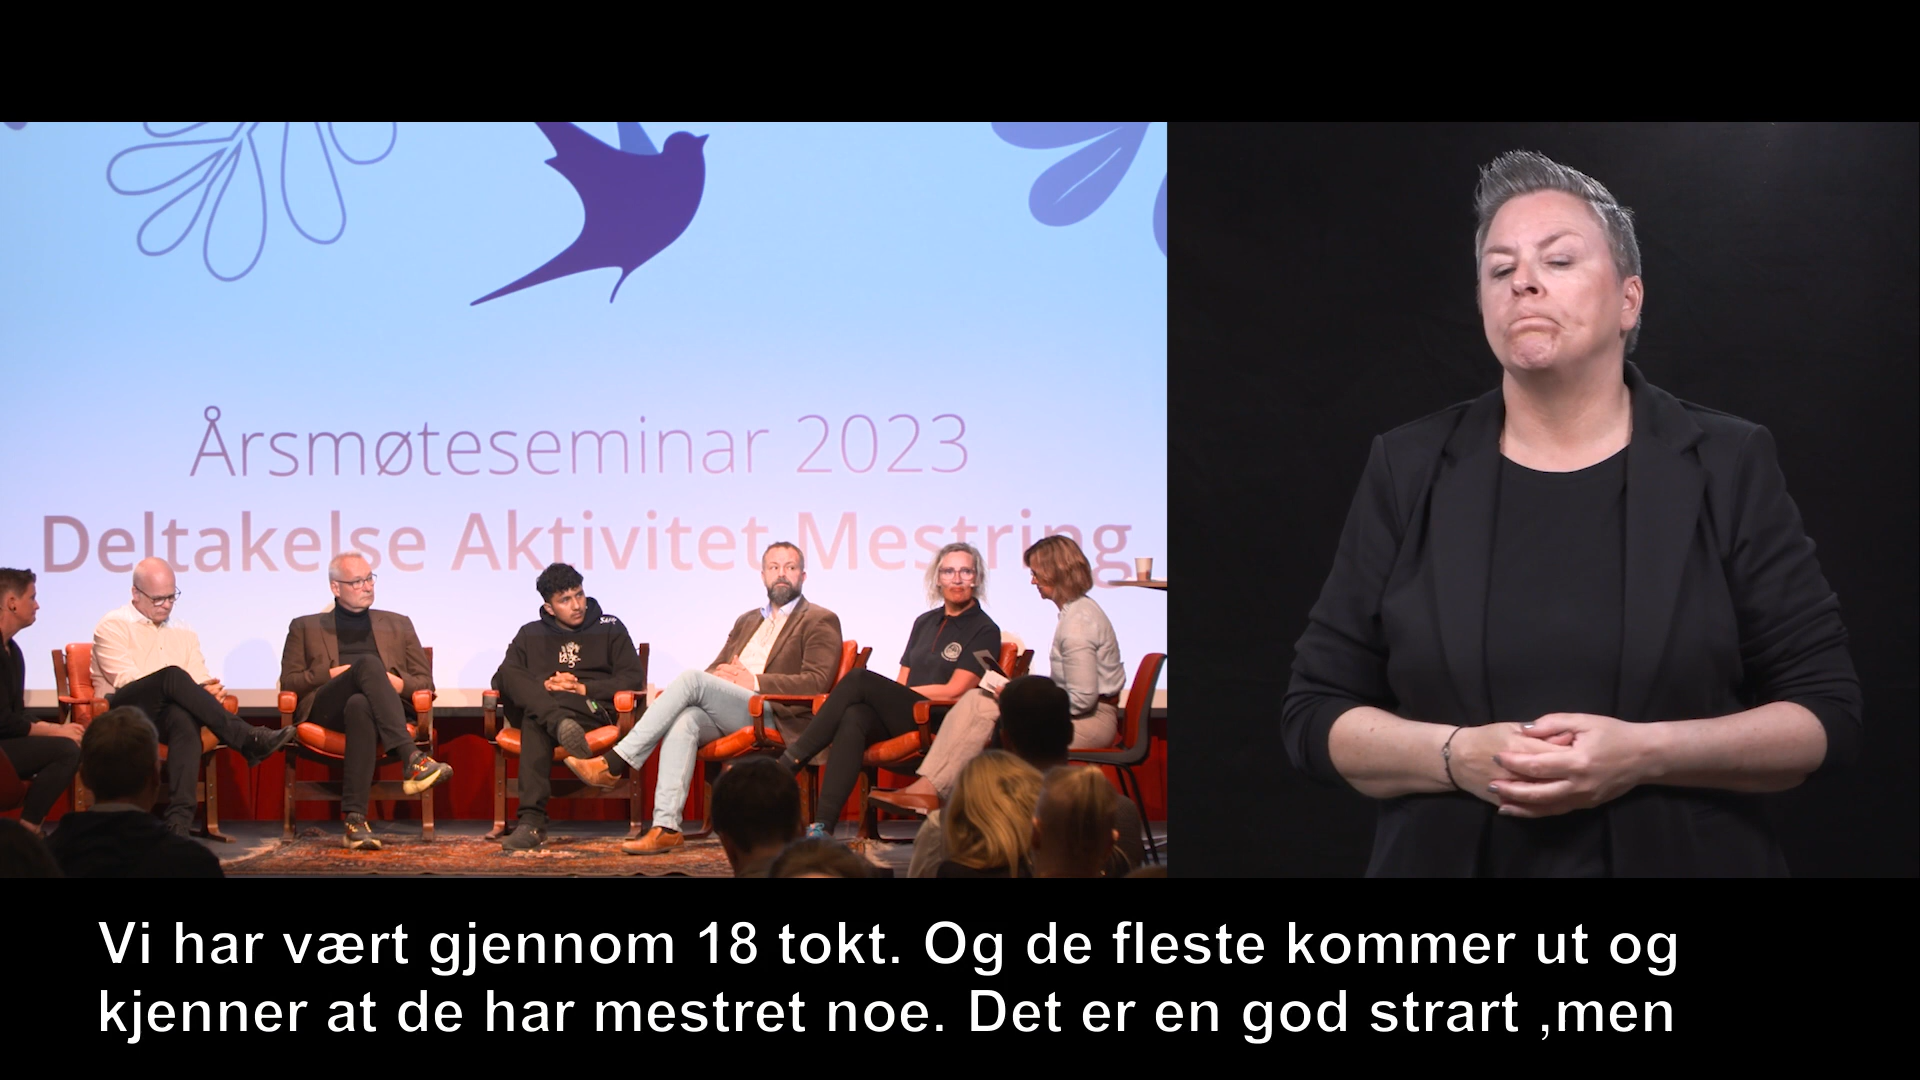 Årsmøteseminar 2023
Deltakelse Aktivitet Mestring
Vi har vært gjennom 18 tokt. Og de fleste kommer ut og
kjenner at de har mestret noe. Det er en god strart ,men